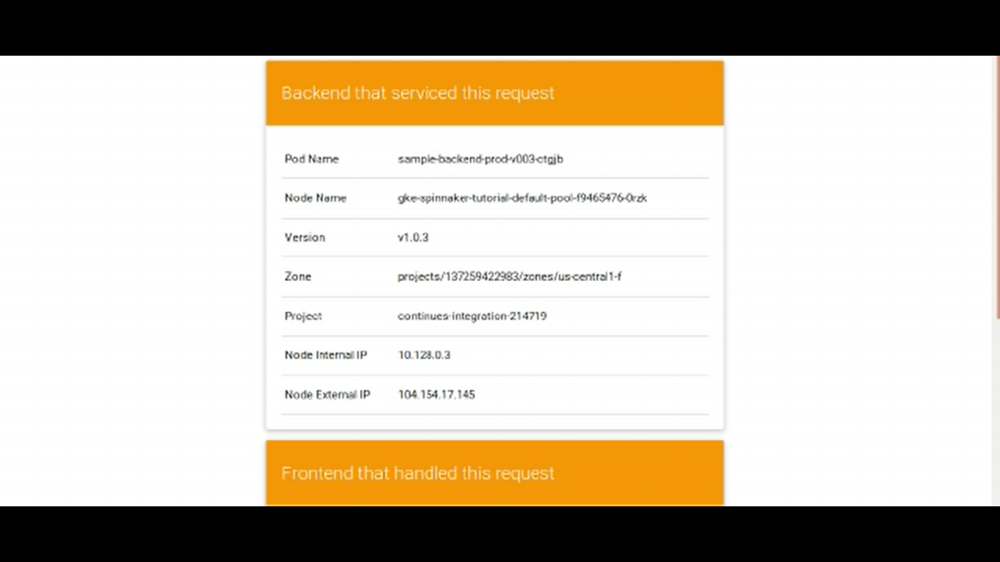 Backend that serviced this request
Pod Name sample-backend-prod-v003-ctgjb
Node Name gke-spinnaker-tutorial-default-pool-f9465476-0rzk
Version v1.0.3
Zone projects/137259422983/zones/us-central1-f
Project continues-integration-214719
Node Internal IP 10.128.0.3
Node External IP 104.154.17.145
Frontend that handled this request